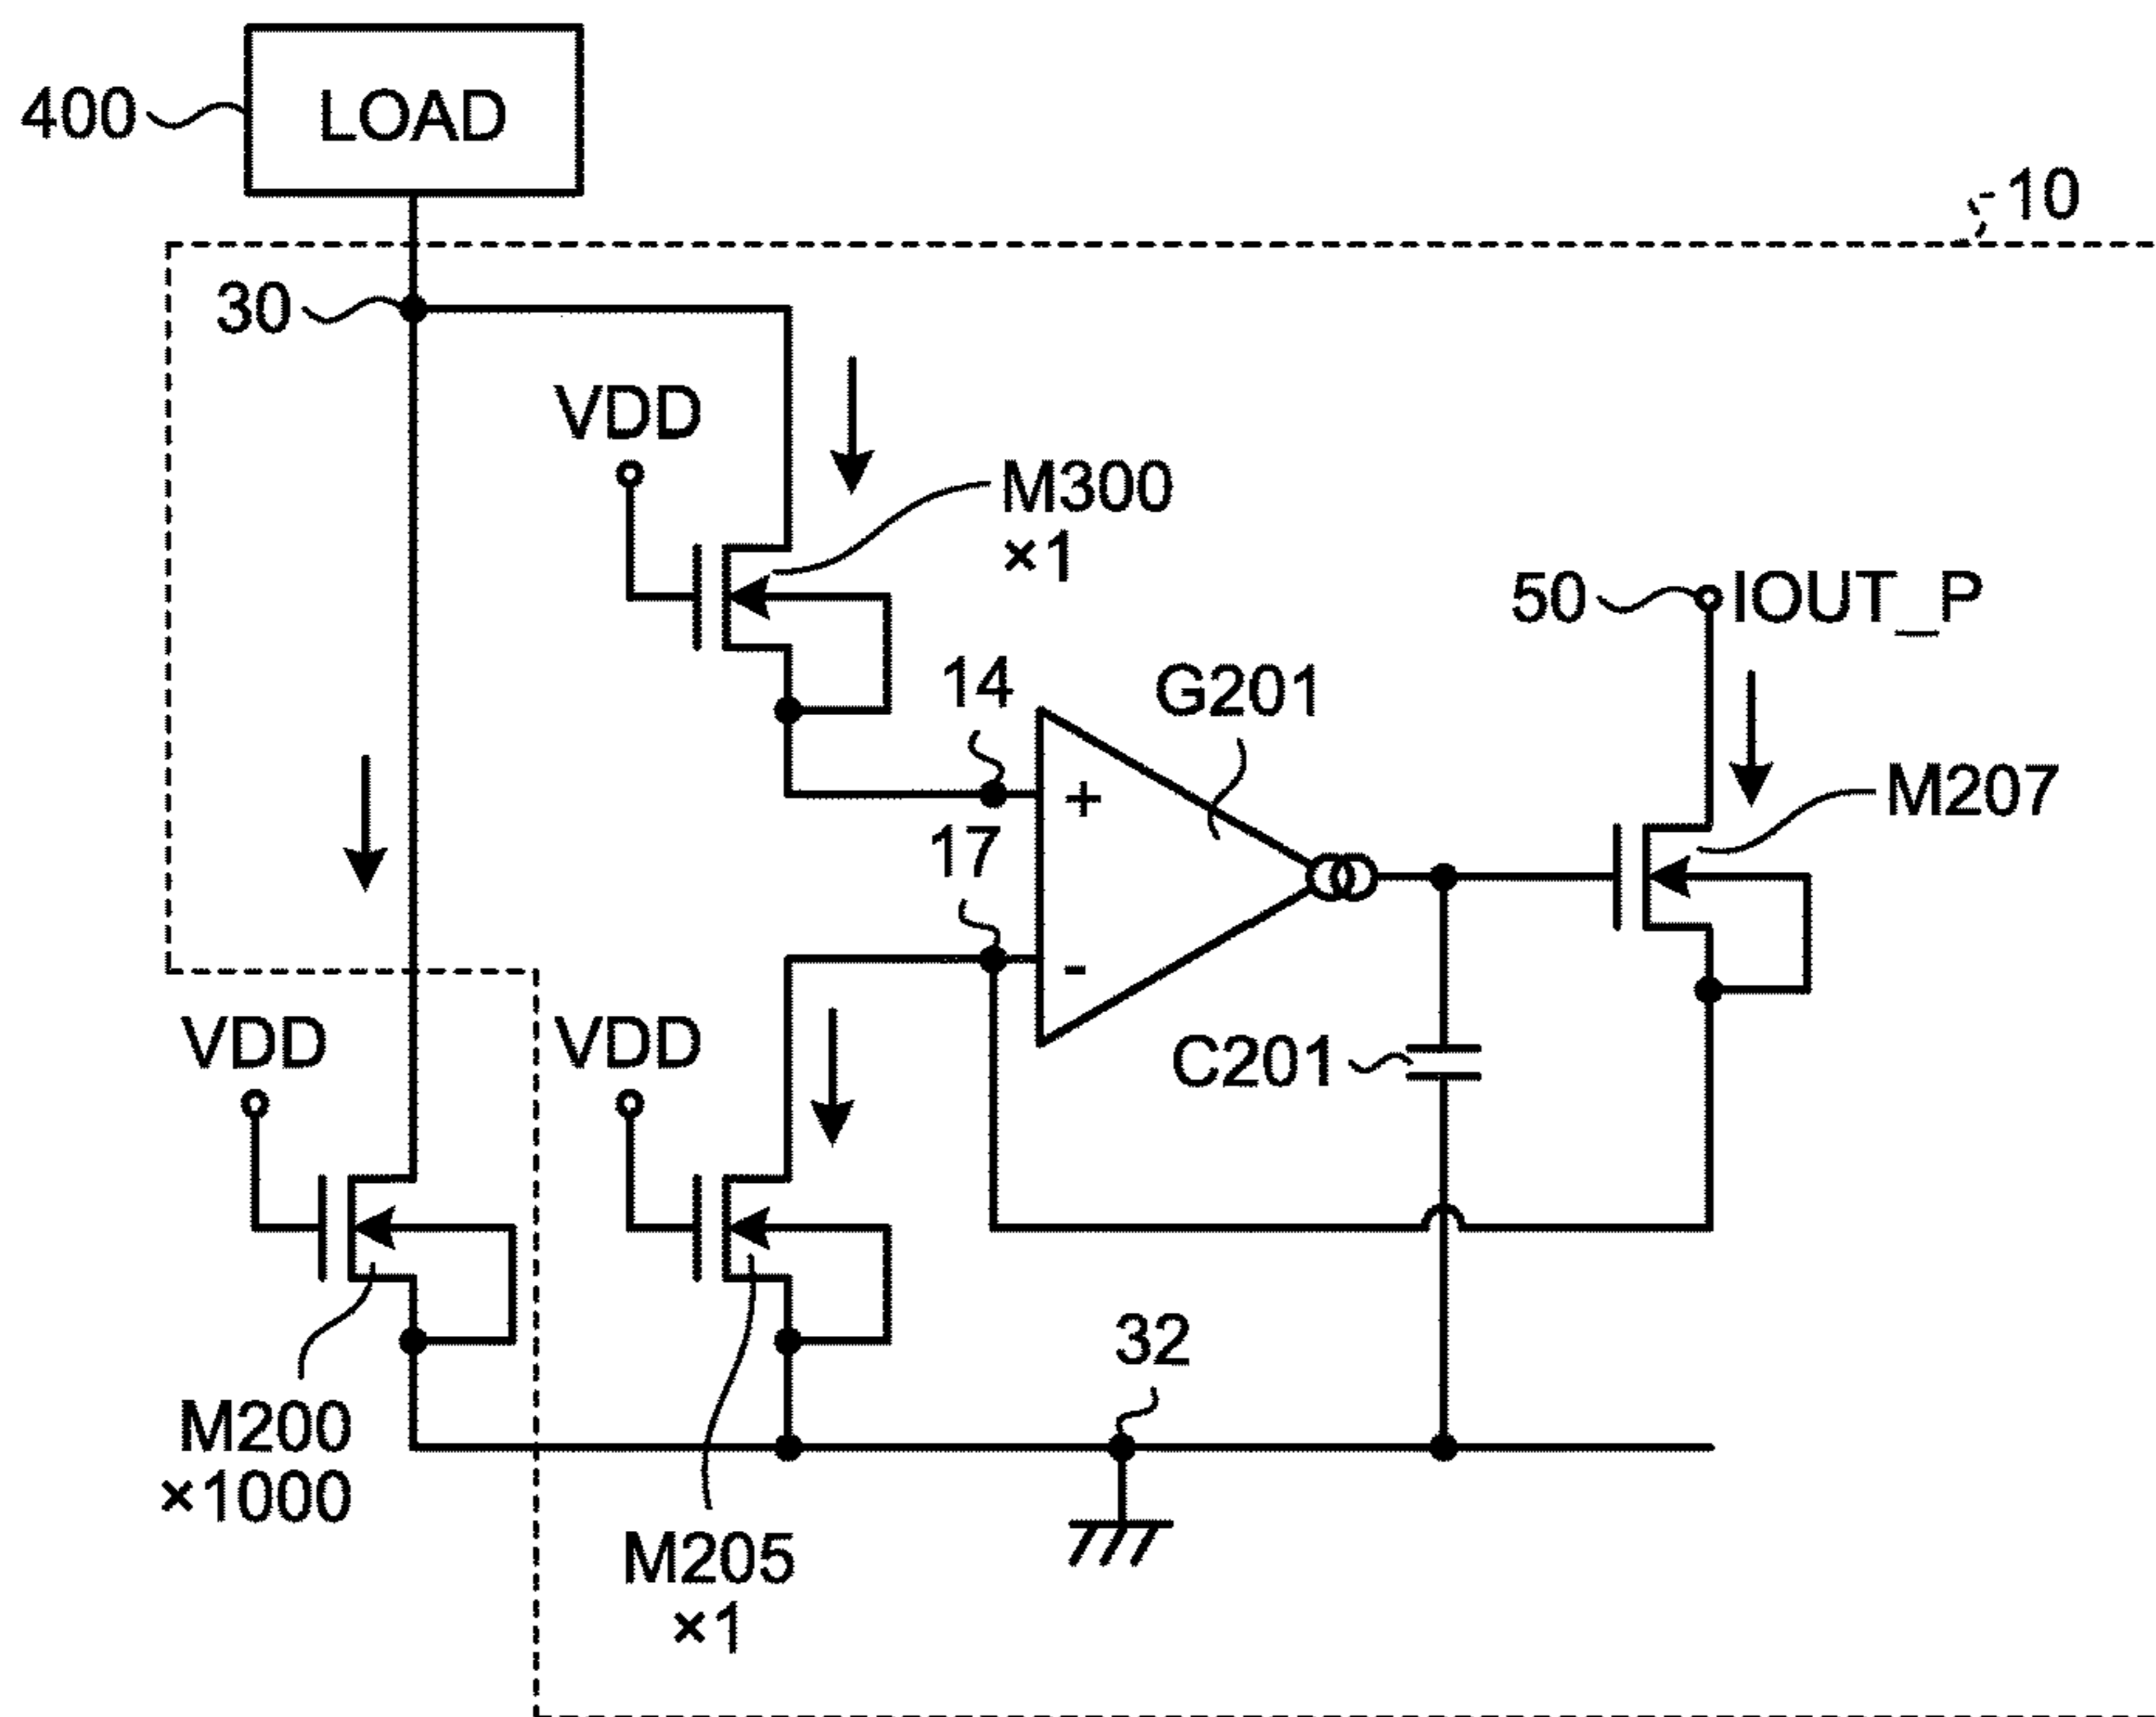 400
LOAD
10
30
VDD
M300
×1
50
IOUT_P
14
G201
+
M207
17
-
VDD
VDD
C201
32
M200
×1000
M205
×1